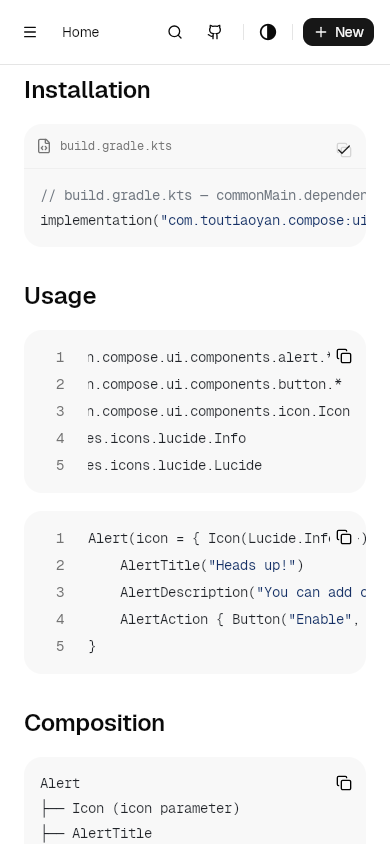 Home
New
Installation
build.gradle.kts
// build.gradle.kts — commonMain.dependen
implementation("com.toutiaoyan.compose:ui
Usage
1 n.compose.ui.components.alert.*
2 n.compose.ui.components.button.*
3 n.compose.ui.components.icon.Icon
4 es.icons.lucide.Info
5 es.icons.lucide.Lucide
1 Alert(icon = { Icon(Lucide.Info )
2 AlertTitle("Heads up!")
3 AlertDescription("You can add c
4 AlertAction { Button("Enable",
5 }
Composition
Alert
├── Icon (icon parameter)
├── AlertTitle